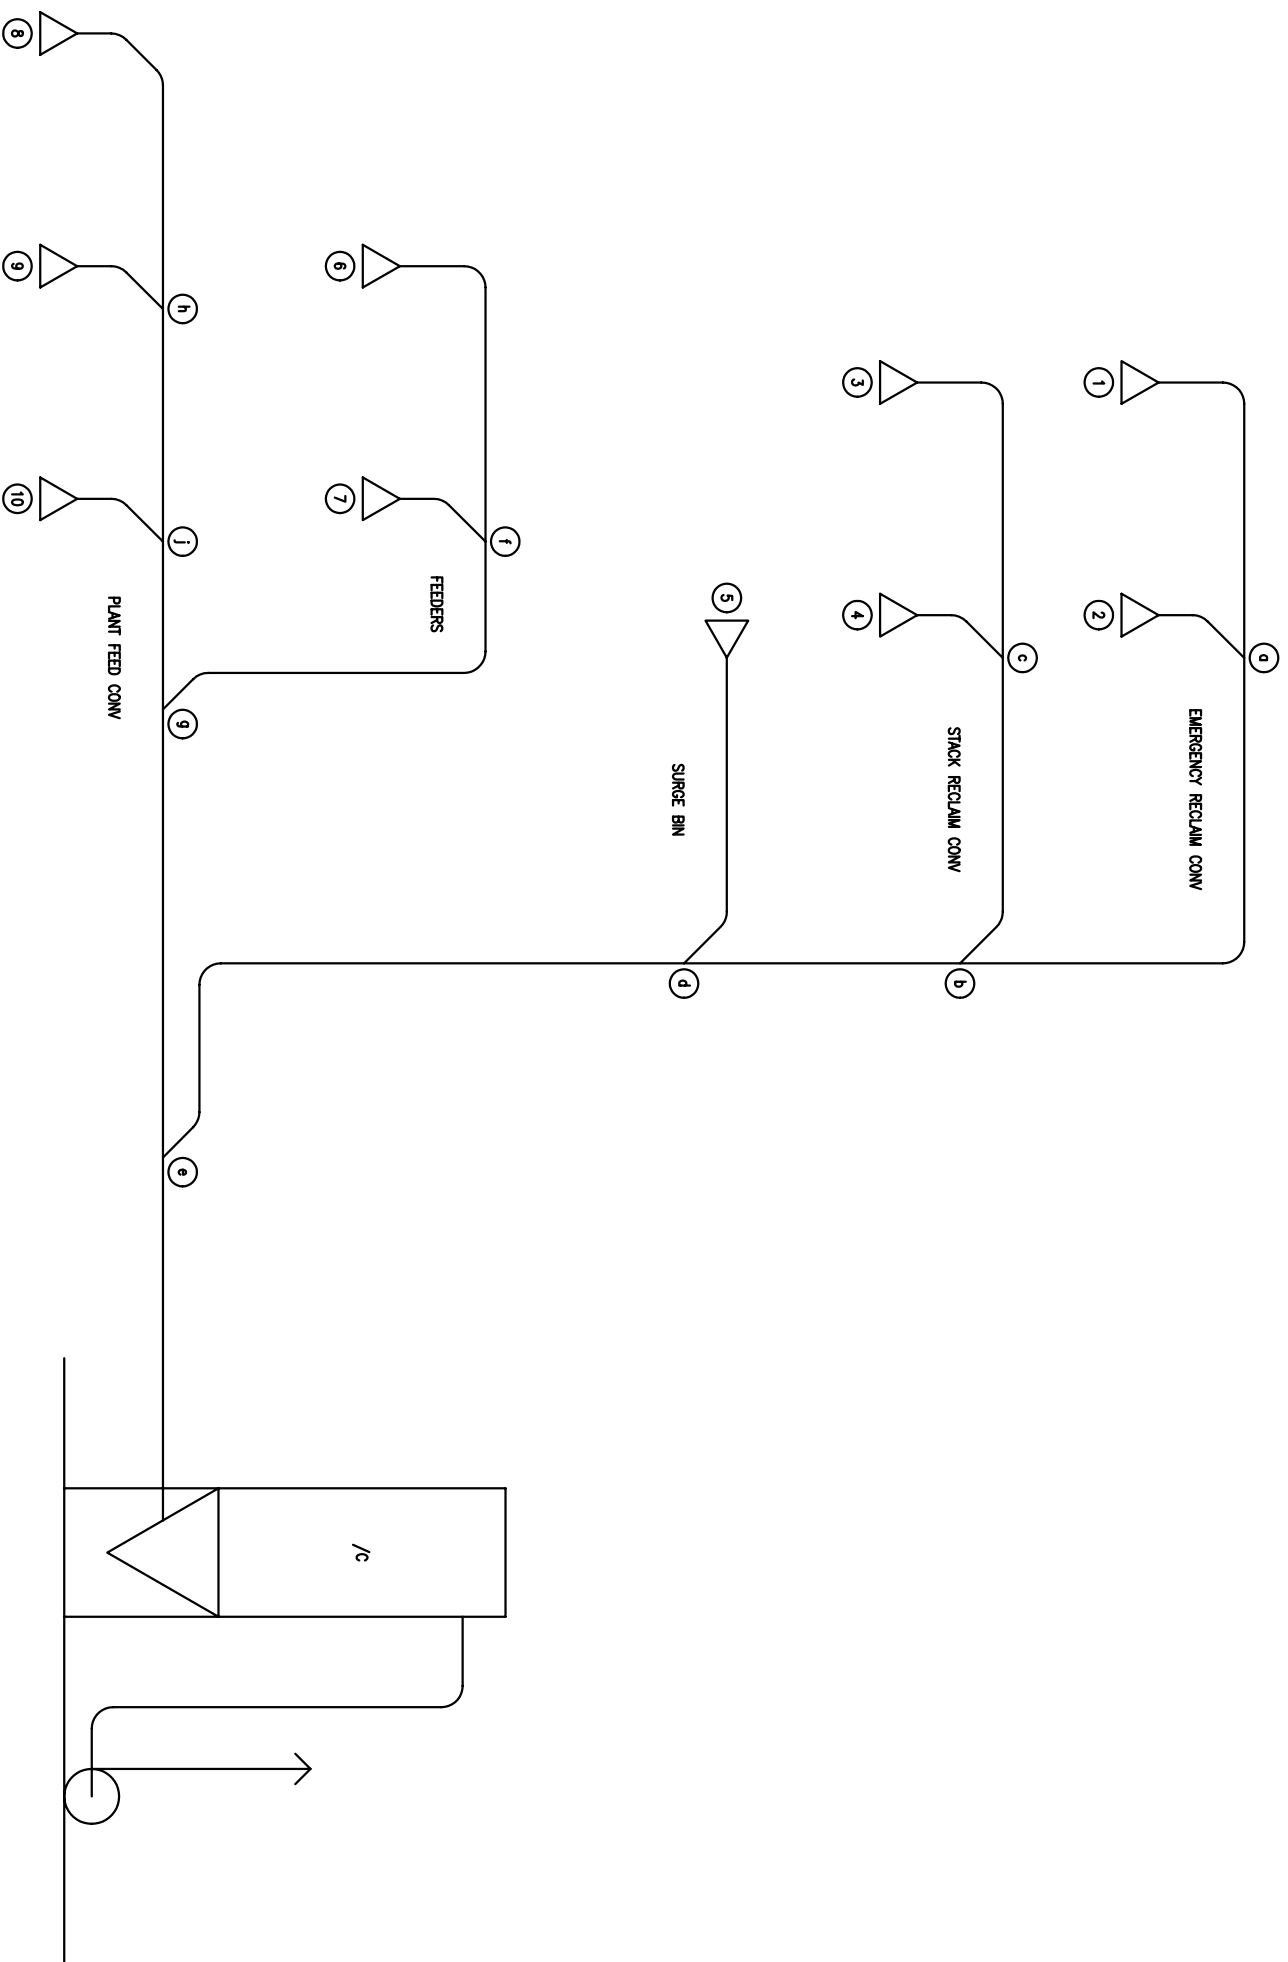 a
EMERGENCY RECLAIM CONV
1
2
c
STACK RECLAIM CONV
b
3
4
5
SURGE BIN
d
f
FEEDERS
/C
6
7
h
j
g
e
PLANT FEED CONV
8
9
10